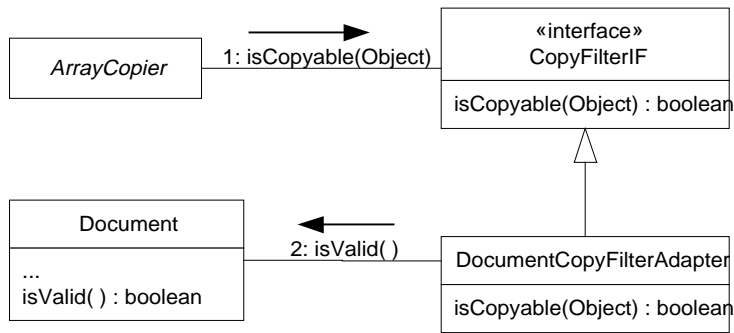 ArrayCopier
1: isCopyable(Object)
«interface»
CopyFilterIF
isCopyable(Object) : boolean
Document
...
isValid( ) : boolean
2: isValid( )
DocumentCopyFilterAdapter
isCopyable(Object) : boolean